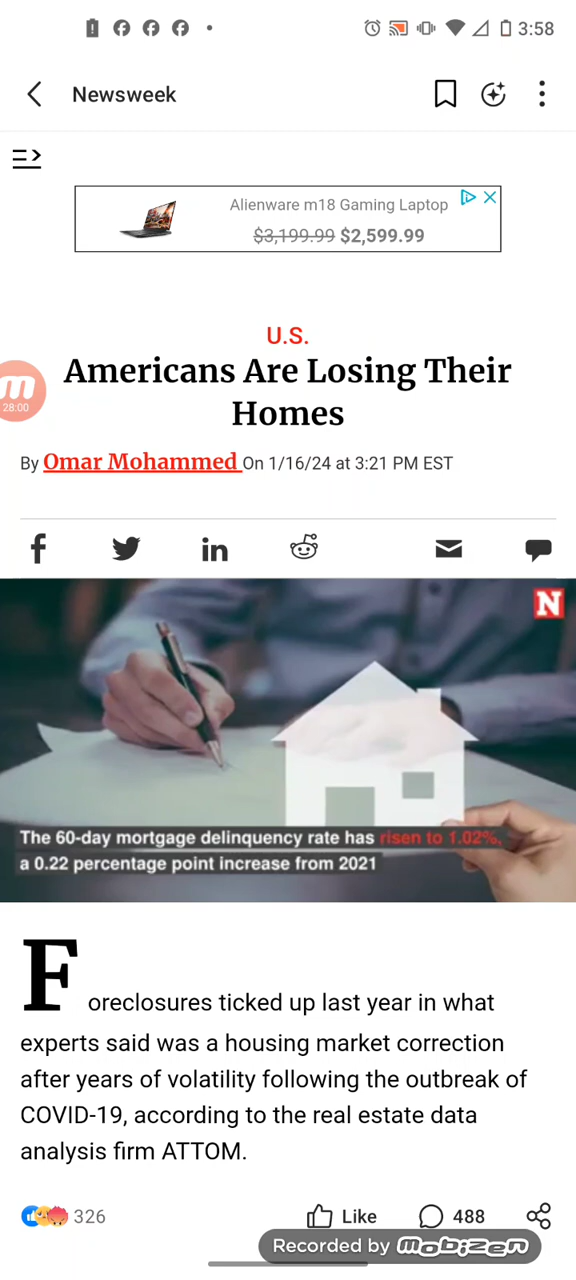 3:58
Newsweek
Alienware m18 Gaming Laptop
$3,199.99 $2,599.99
U.S.
Americans Are Losing Their
Homes
m
28:00
By Omar Mohammed On 1/16/24 at 3:21 PM EST
N
The 60-day mortgage delinquency rate has risen to 1.02%,
a 0.22 percentage point increase from 2021
Foreclosures ticked up last year in what
experts said was a housing market correction
after years of volatility following the outbreak of
COVID-19, according to the real estate data
analysis firm ATTOM.
326 Like 488
Recorded by mobizen